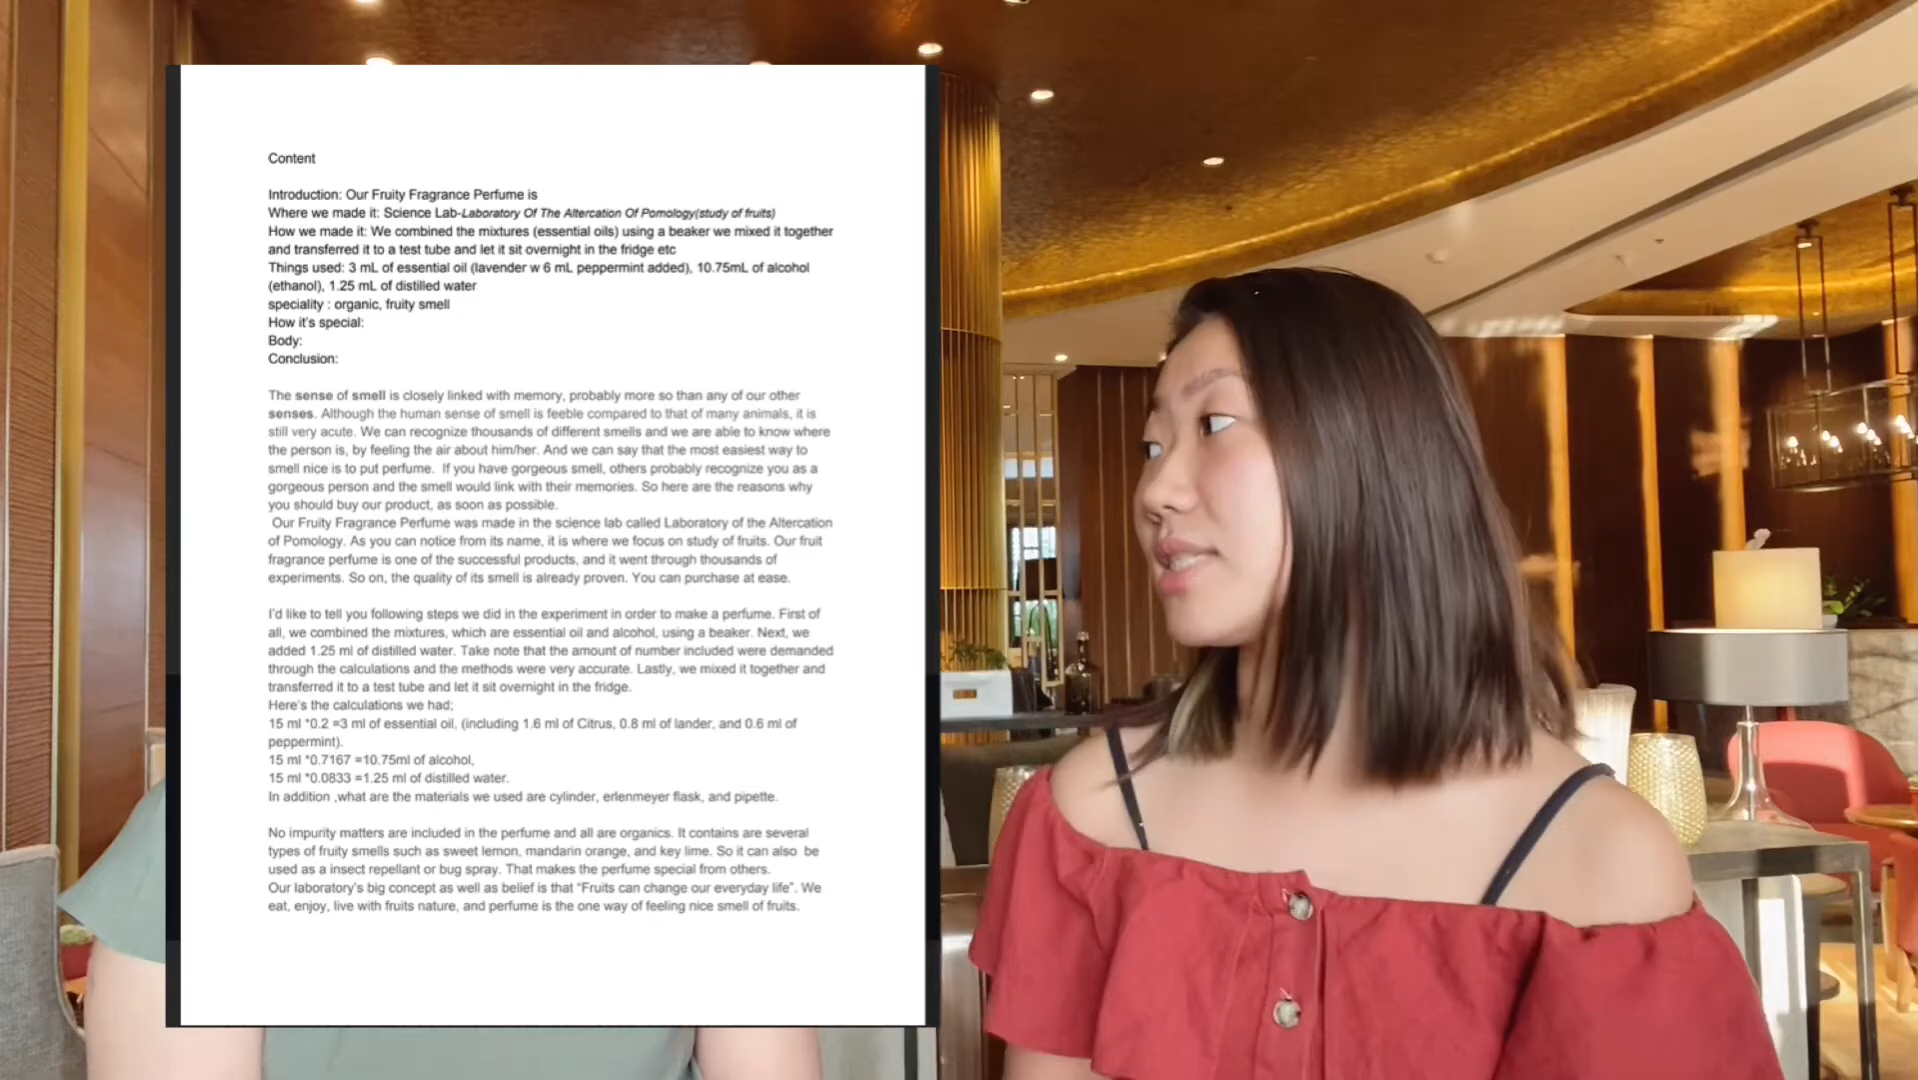 Content
Introduction: Our Fruity Fragrance Perfume is
Where we made it: Science Lab-Laboratory Of The Altercation Of Pomology(study of fruits)
How we made it: We combined the mixtures (essential oils) using a beaker we mixed it together
and transferred it to a test tube and let it sit overnight in the fridge etc
Things used: 3 mL of essential oil (lavender w 6 mL peppermint added), 10.75mL of alcohol
(ethanol), 1.25 mL of distilled water
speciality : organic, fruity smell
How it's special:
Body:
Conclusion:
The sense of smell is closely linked with memory, probably more so than any of our other
senses. Although the human sense of smell is feeble compared to that of many animals, it is
still very acute. We can recognize thousands of different smells and we are able to know where
the person is, by feeling the air about him/her. And we can say that the most easiest way to
smell nice is to put perfume.  If you have gorgeous smell, others probably recognize you as a
gorgeous person and the smell would link with their memories. So here are the reasons why
you should buy our product, as soon as possible.
Our Fruity Fragrance Perfume was made in the science lab called Laboratory of the Altercation
of Pomology. As you can notice from its name, it is where we focus on study of fruits. Our fruit
fragrance perfume is one of the successful products, and it went through thousands of
experiments. So on, the quality of its smell is already proven. You can purchase at ease.
I'd like to tell you following steps we did in the experiment in order to make a perfume. First of
all, we combined the mixtures, which are essential oil and alcohol, using a beaker. Next, we
added 1.25 ml of distilled water. Take note that the amount of number included were demanded
through the calculations and the methods were very accurate. Lastly, we mixed it together and
transferred it to a test tube and let it sit overnight in the fridge.
Here's the calculations we had;
15 ml *0.2 =3 ml of essential oil, (including 1.6 ml of Citrus, 0.8 ml of lander, and 0.6 ml of
peppermint).
15 ml *0.7167 =10.75ml of alcohol,
15 ml *0.0833 =1.25 ml of distilled water.
In addition ,what are the materials we used are cylinder, erlenmeyer flask, and pipette.
No impurity matters are included in the perfume and all are organics. It contains are several
types of fruity smells such as sweet lemon, mandarin orange, and key lime. So it can also  be
used as a insect repellant or bug spray. That makes the perfume special from others.
Our laboratory's big concept as well as belief is that "Fruits can change our everyday life". We
eat, enjoy, live with fruits nature, and perfume is the one way of feeling nice smell of fruits.